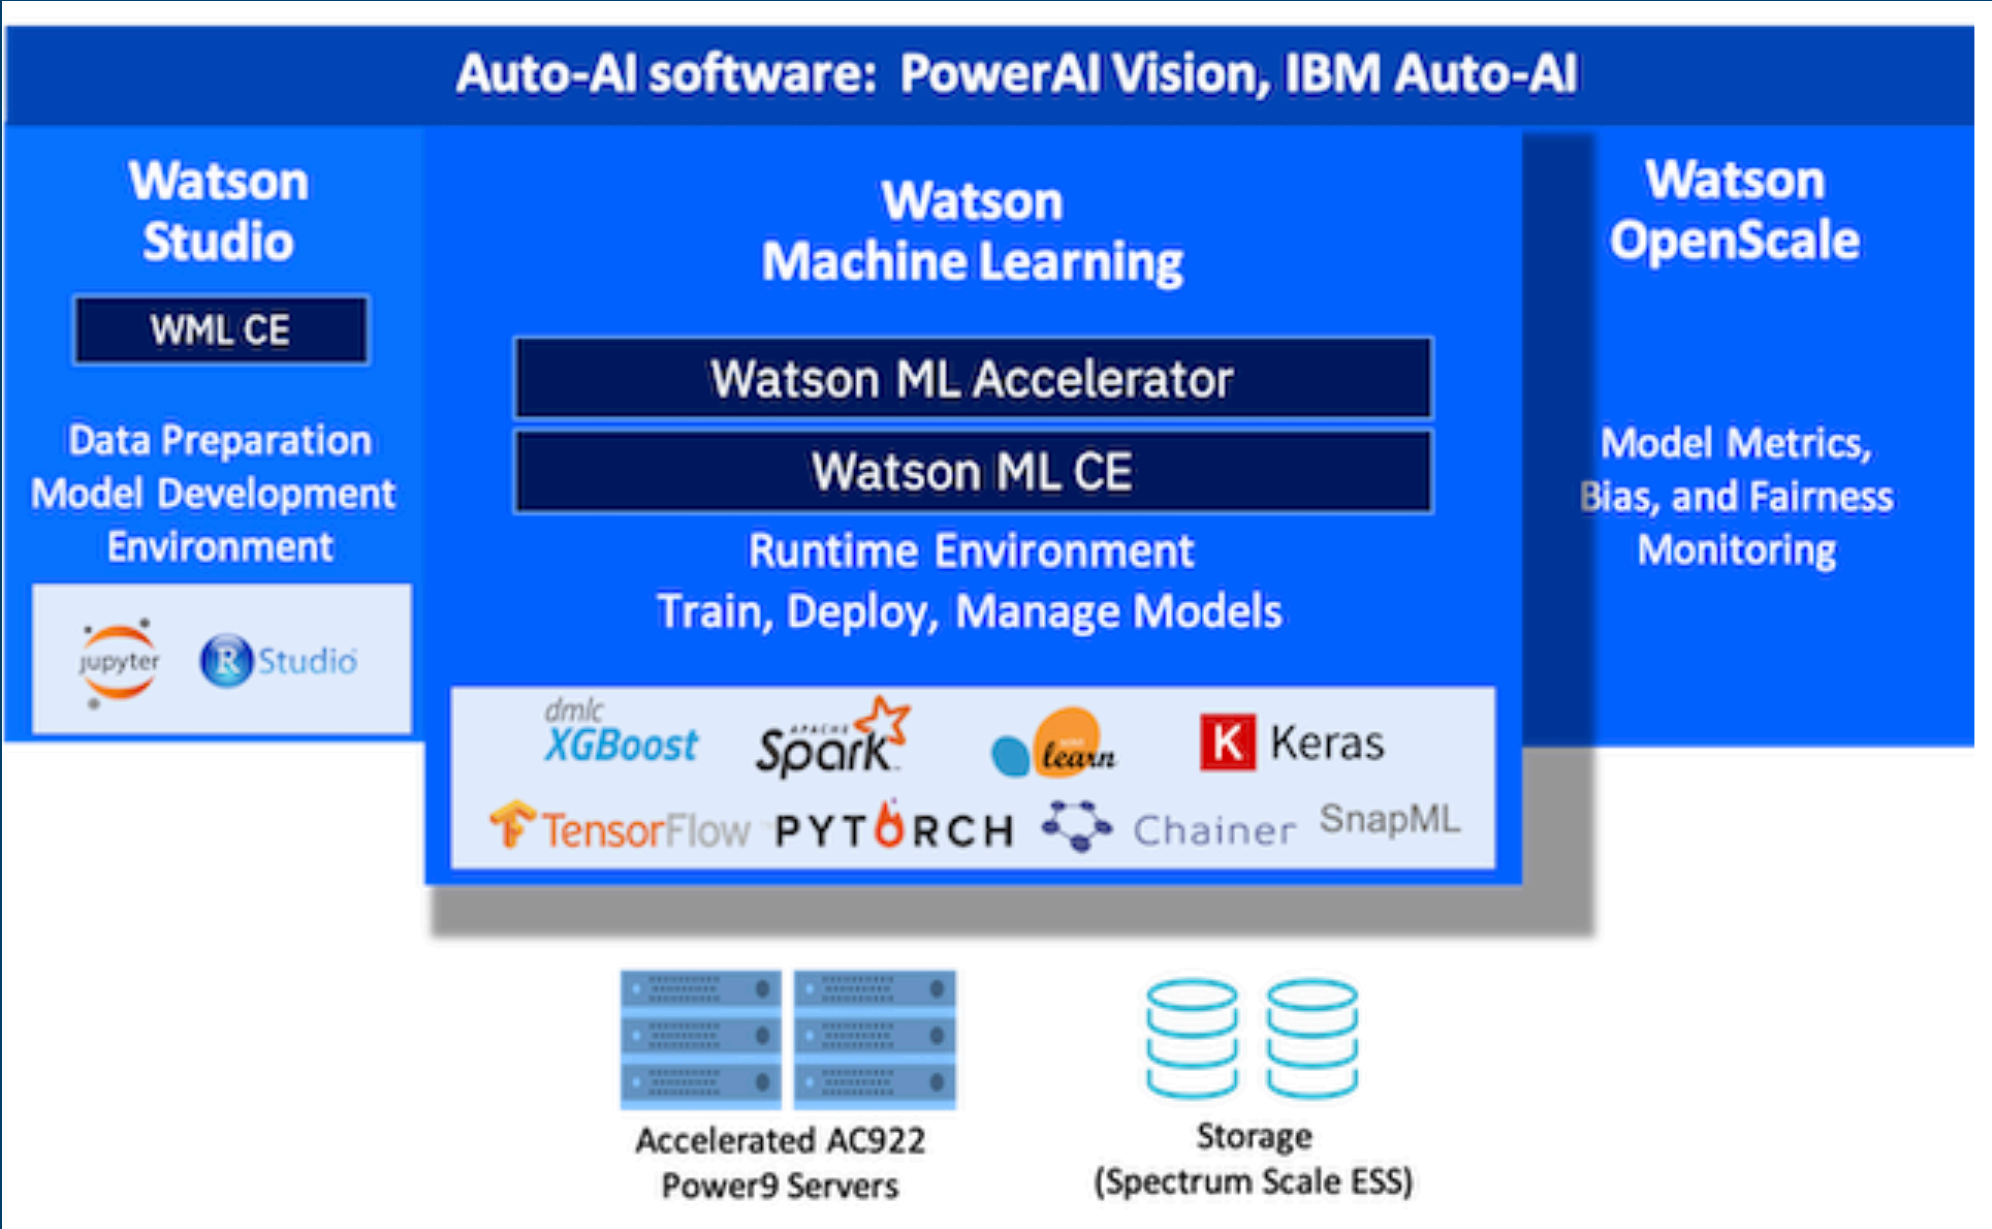 Auto-AI software: PowerAI Vision, IBM Auto-AI
Watson
Studio
WML CE
Data Preparation
Model Development
Environment
jupyter
R Studio
Watson
Machine Learning
Watson ML Accelerator
Watson ML CE
Runtime Environment
Train, Deploy, Manage Models
dmlc
XGBoost
APACHE
Spark
learn
K Keras
TensorFlow
PYTORCH
Chainer
SnapML
Watson
OpenScale
Model Metrics,
Bias, and Fairness
Monitoring
Accelerated AC922
Power9 Servers
Storage
(Spectrum Scale ESS)